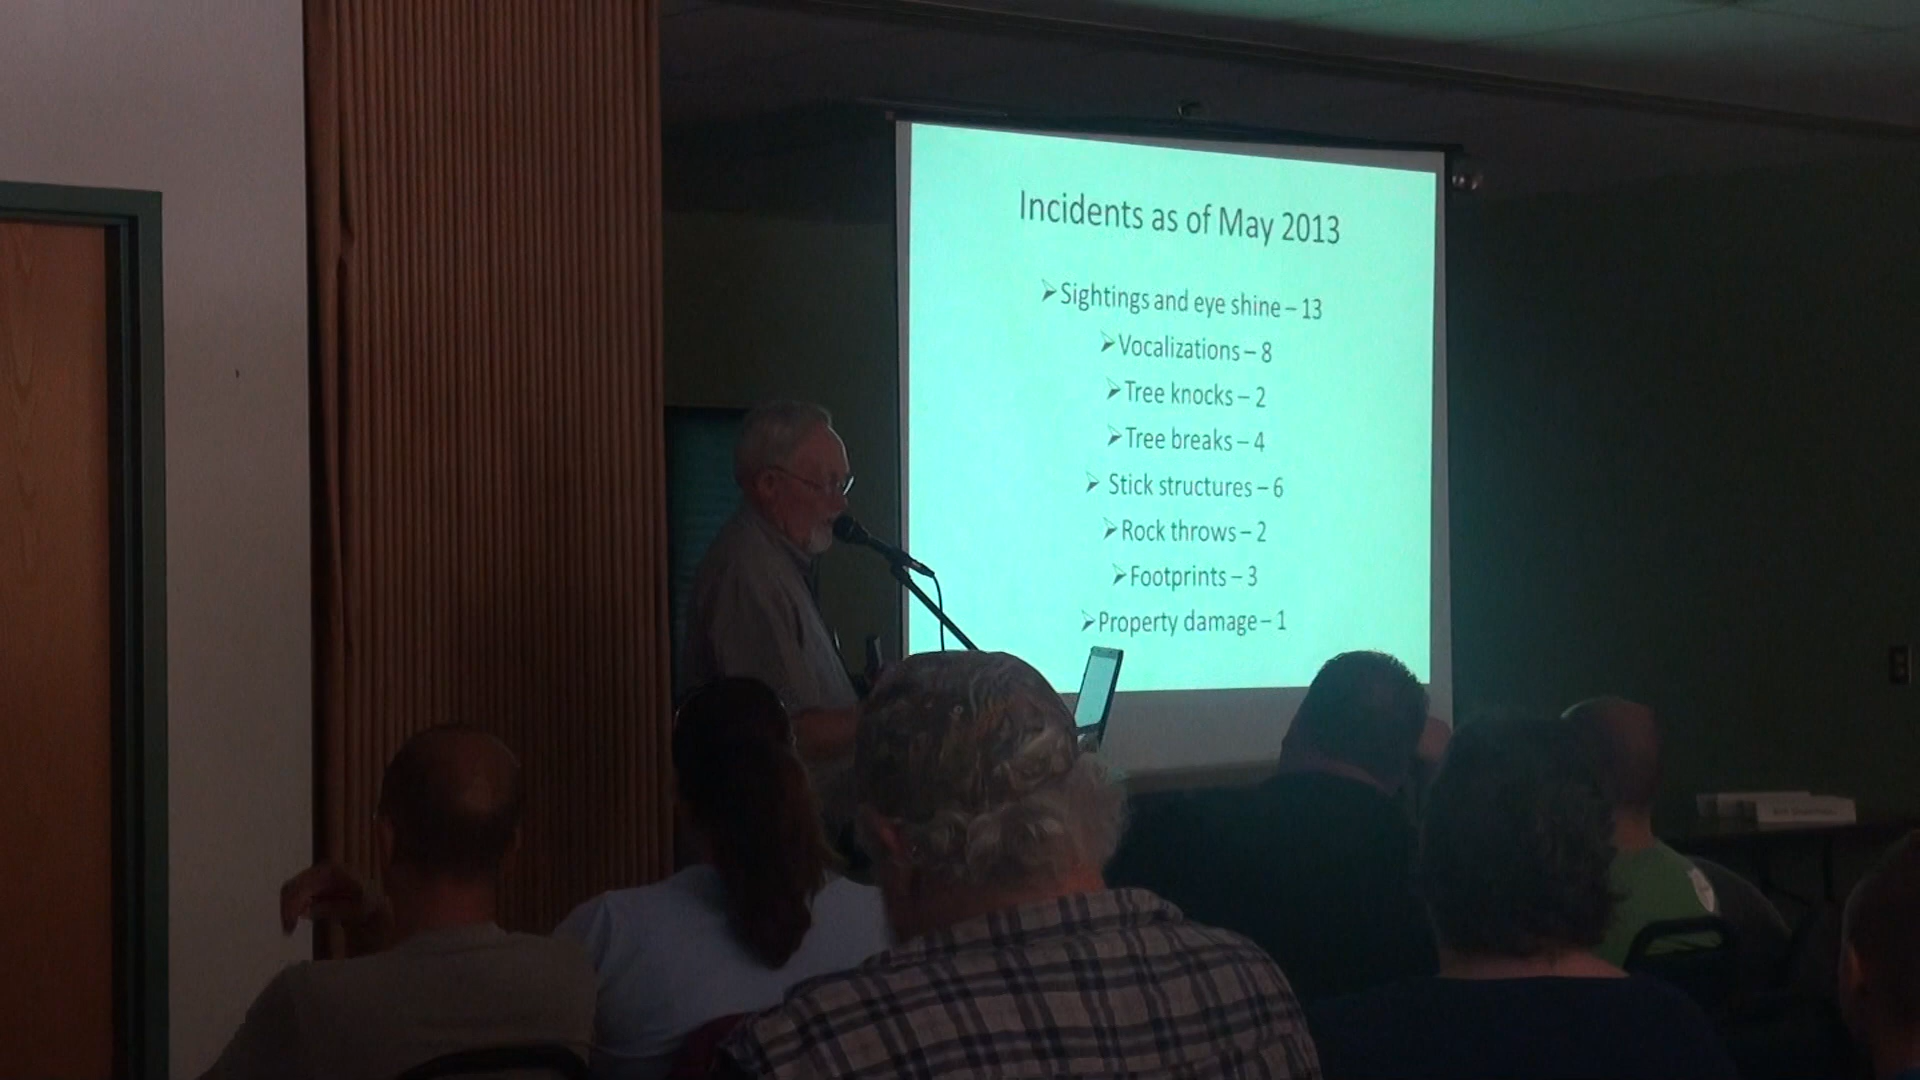 Incidents as of May 2013
➢Sightings and eye shine – 13
➢Vocalizations – 8
➢Tree knocks – 2
➢Tree breaks – 4
➢ Stick structures – 6
➢Rock throws – 2
➢Footprints – 3
➢Property damage – 1